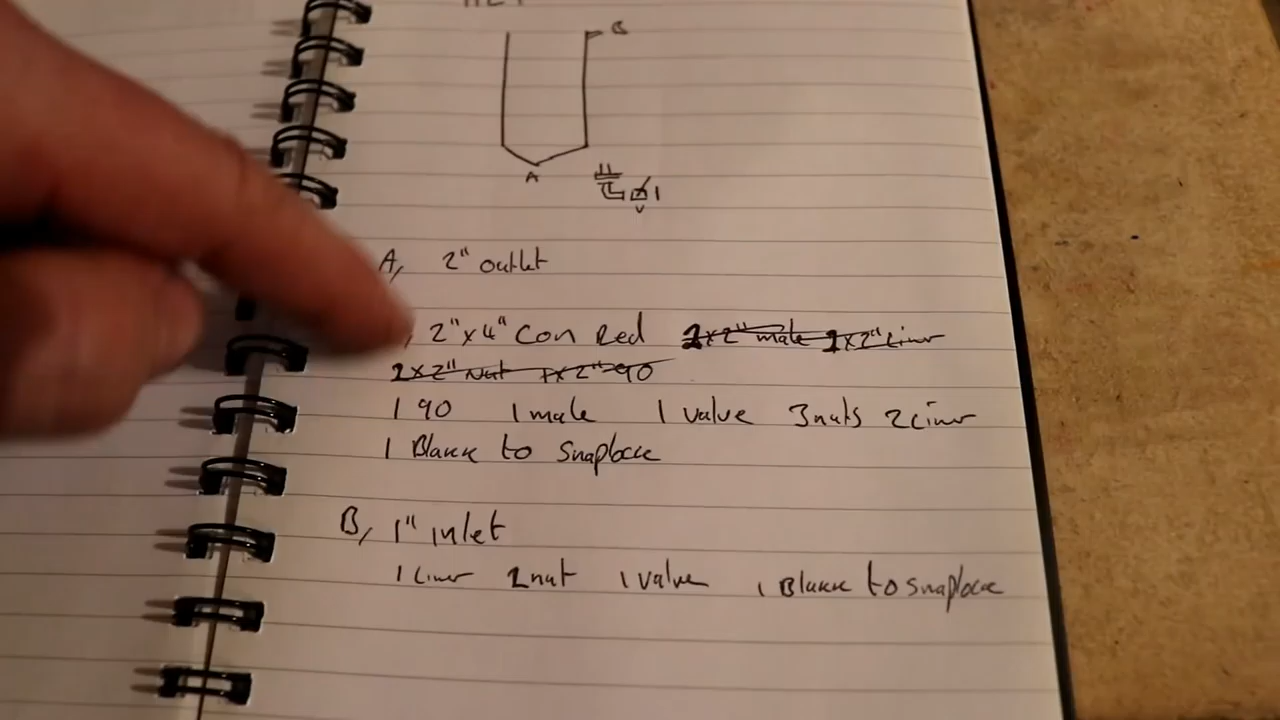 B
A
V
A, 2" outlet
, 2"x4" Con Red 2x2" male 2x2" Liner
2x2" Nut 1x2" 90
1 90 1 male 1 valve 3 nuts 2 Liner
1 Blank to Snaplock
B, 1" inlet
1 Liner 2 nut 1 valve 1 Blank to snaplock